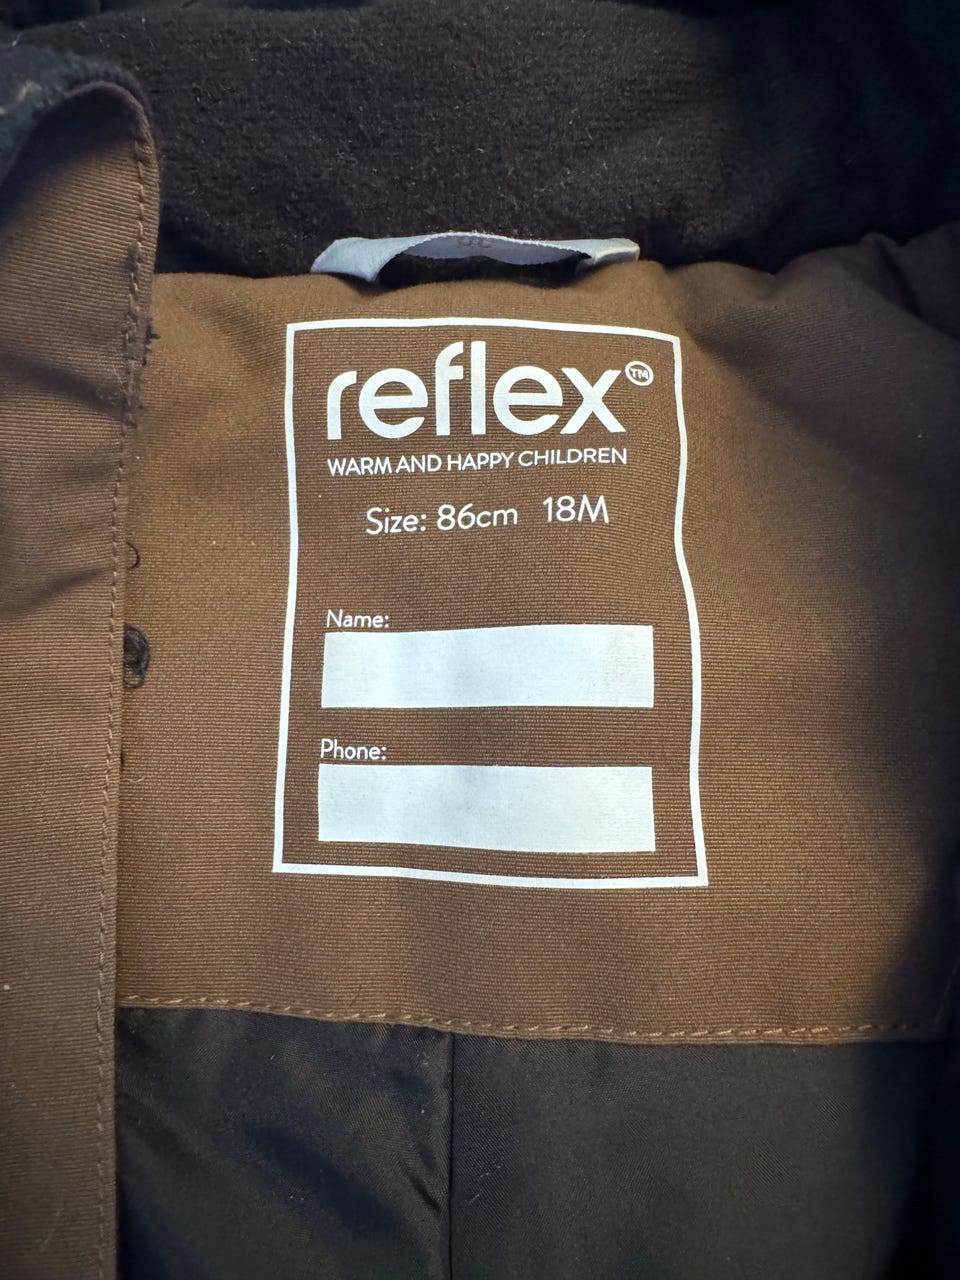 reflex™
WARM AND HAPPY CHILDREN
Size: 86cm 18M
Name:
Phone: